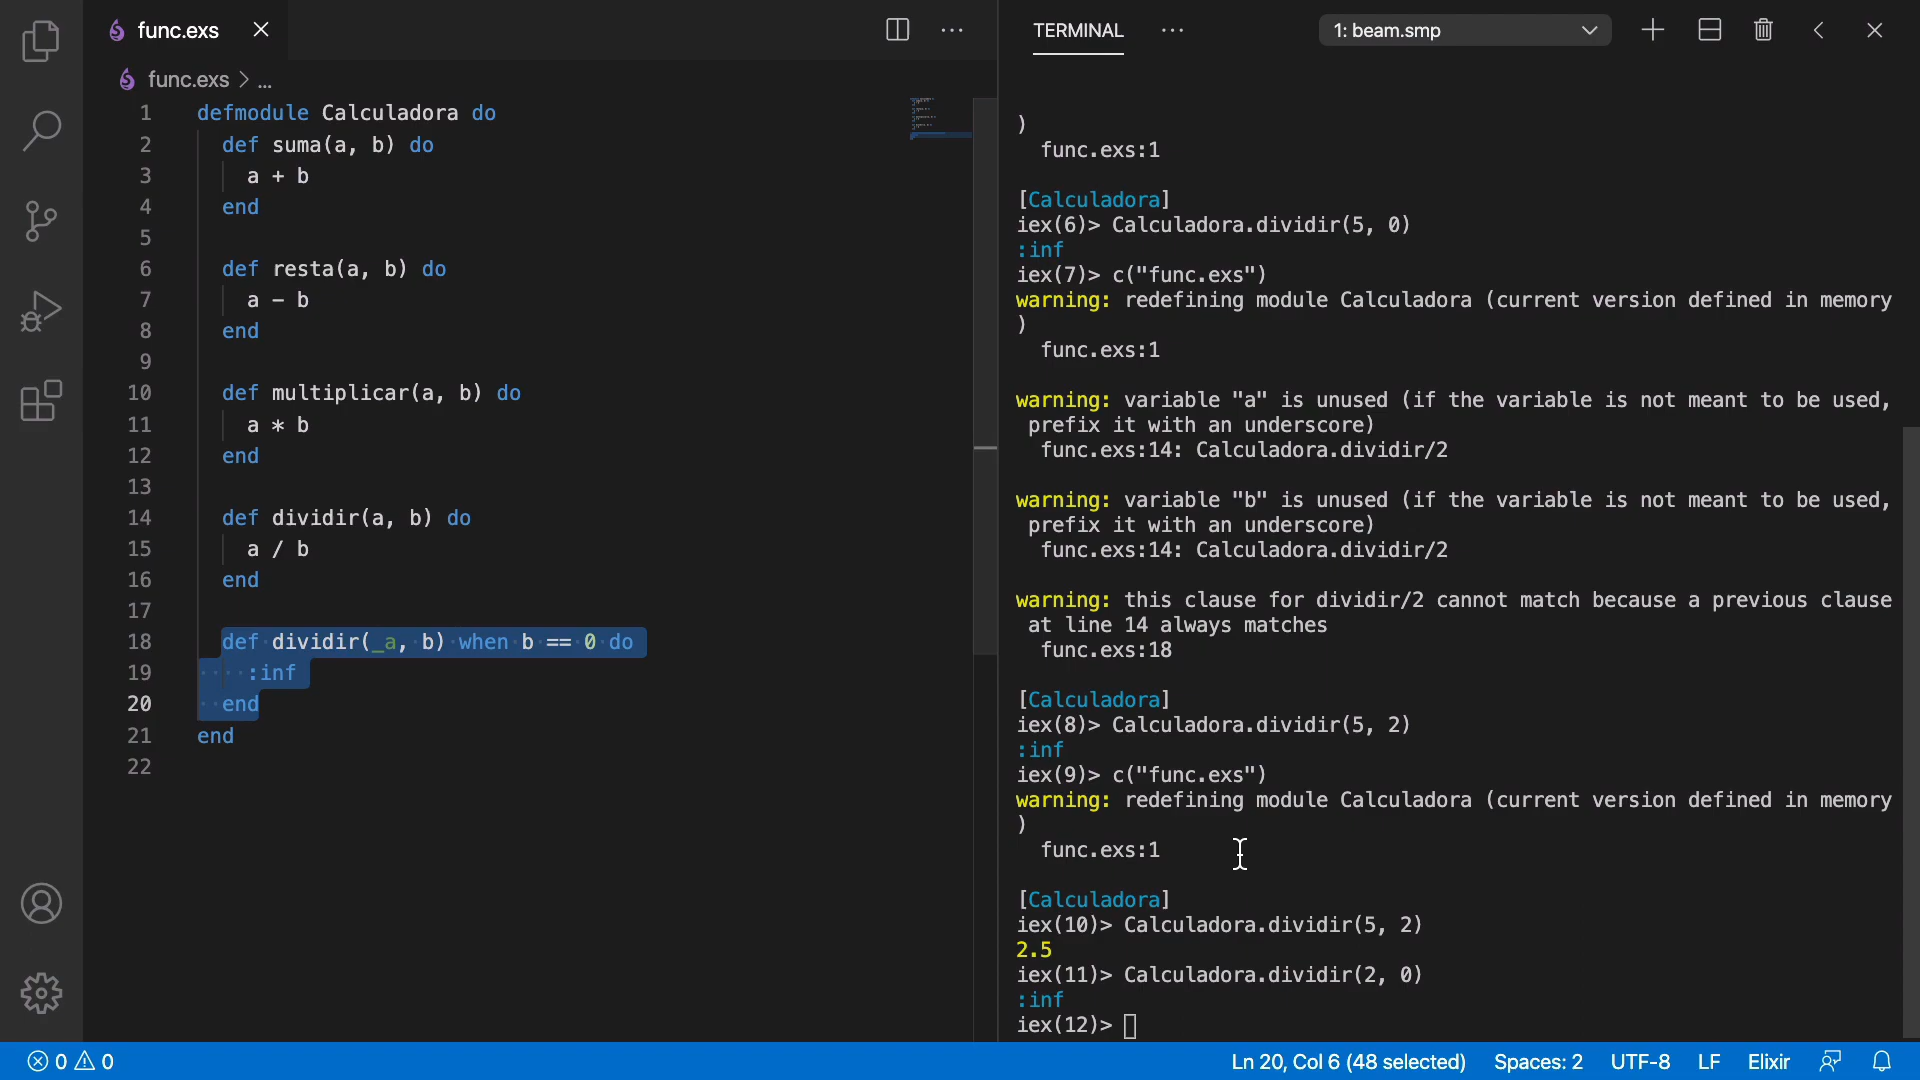 func.exs
func.exs > ...
1 defmodule Calculadora do
2 def suma(a, b) do
3 a + b
4 end
5
6 def resta(a, b) do
7 a - b
8 end
9
10 def multiplicar(a, b) do
11 a * b
12 end
13
14 def dividir(a, b) do
15 a / b
16 end
17
18 def dividir(_a, b) when b == 0 do
19 :inf
20 end
21 end
22
TERMINAL
1: beam.smp
)
func.exs:1
[Calculadora]
iex(6)> Calculadora.dividir(5, 0)
:inf
iex(7)> c("func.exs")
warning: redefining module Calculadora (current version defined in memory
)
func.exs:1
warning: variable "a" is unused (if the variable is not meant to be used,
prefix it with an underscore)
func.exs:14: Calculadora.dividir/2
warning: variable "b" is unused (if the variable is not meant to be used,
prefix it with an underscore)
func.exs:14: Calculadora.dividir/2
warning: this clause for dividir/2 cannot match because a previous clause
at line 14 always matches
func.exs:18
[Calculadora]
iex(8)> Calculadora.dividir(5, 2)
:inf
iex(9)> c("func.exs")
warning: redefining module Calculadora (current version defined in memory
)
func.exs:1
[Calculadora]
iex(10)> Calculadora.dividir(5, 2)
2.5
iex(11)> Calculadora.dividir(2, 0)
:inf
iex(12)>
0 0
Ln 20, Col 6 (48 selected) Spaces: 2 UTF-8 LF Elixir